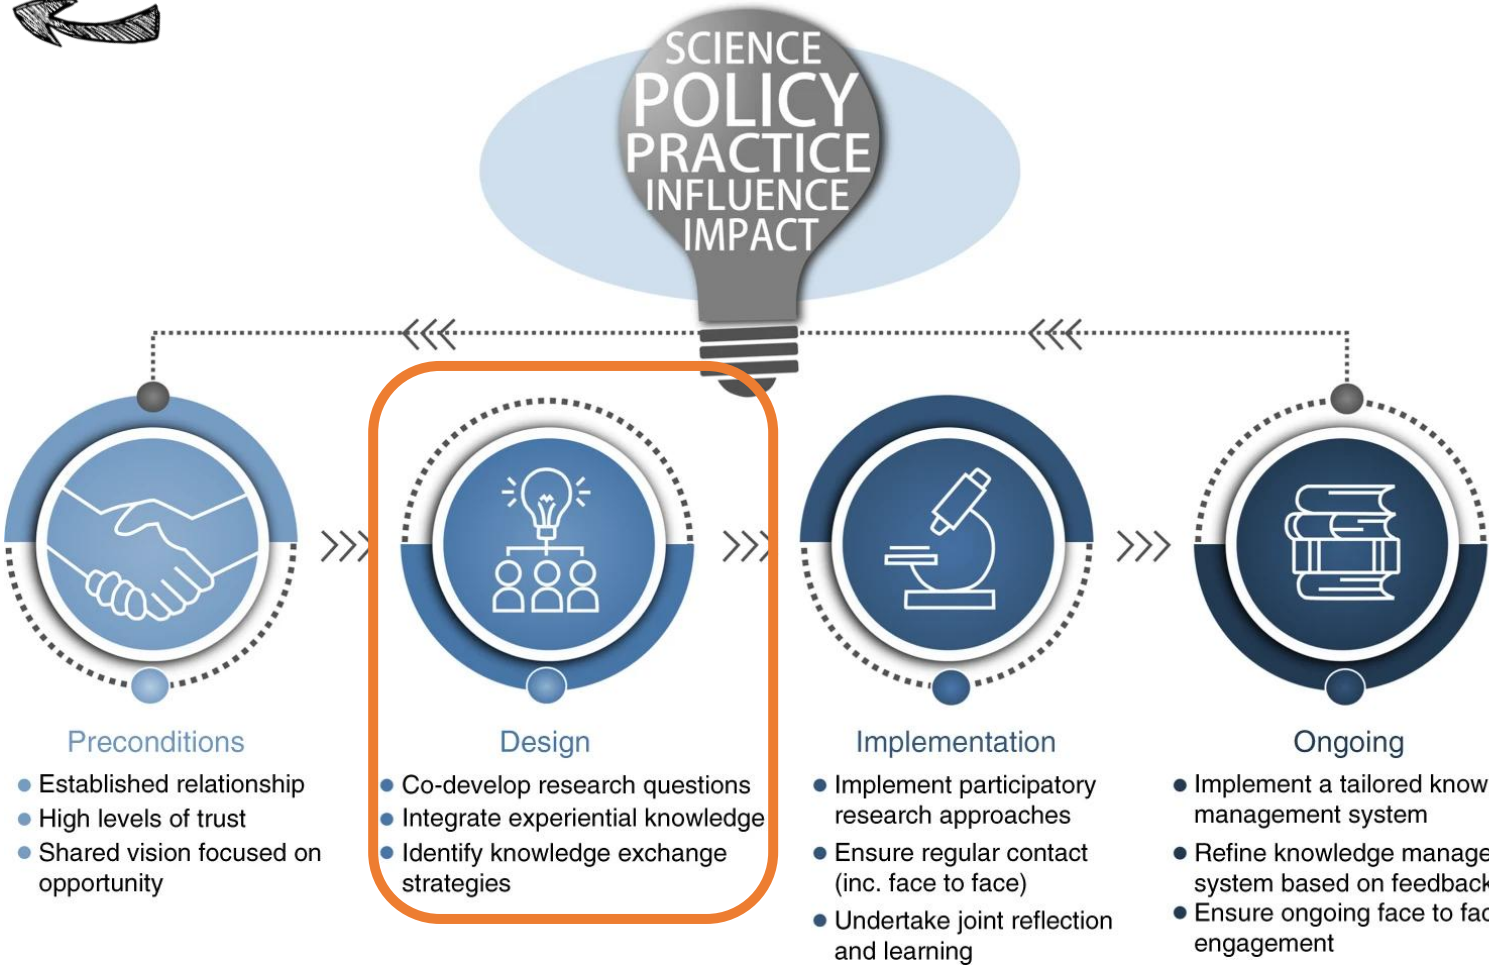 SCIENCE
POLICY
PRACTICE
INFLUENCE
IMPACT
Preconditions
Established relationship
High levels of trust
Shared vision focused on
opportunity
Design
Co-develop research questions
Integrate experiential knowledge
Identify knowledge exchange
strategies
Implementation
Implement participatory
research approaches
Ensure regular contact
(inc. face to face)
Undertake joint reflection
and learning
Ongoing
Implement a tailored
management system
Refine knowledge
system based on feedback
Ensure ongoing face to
engagement